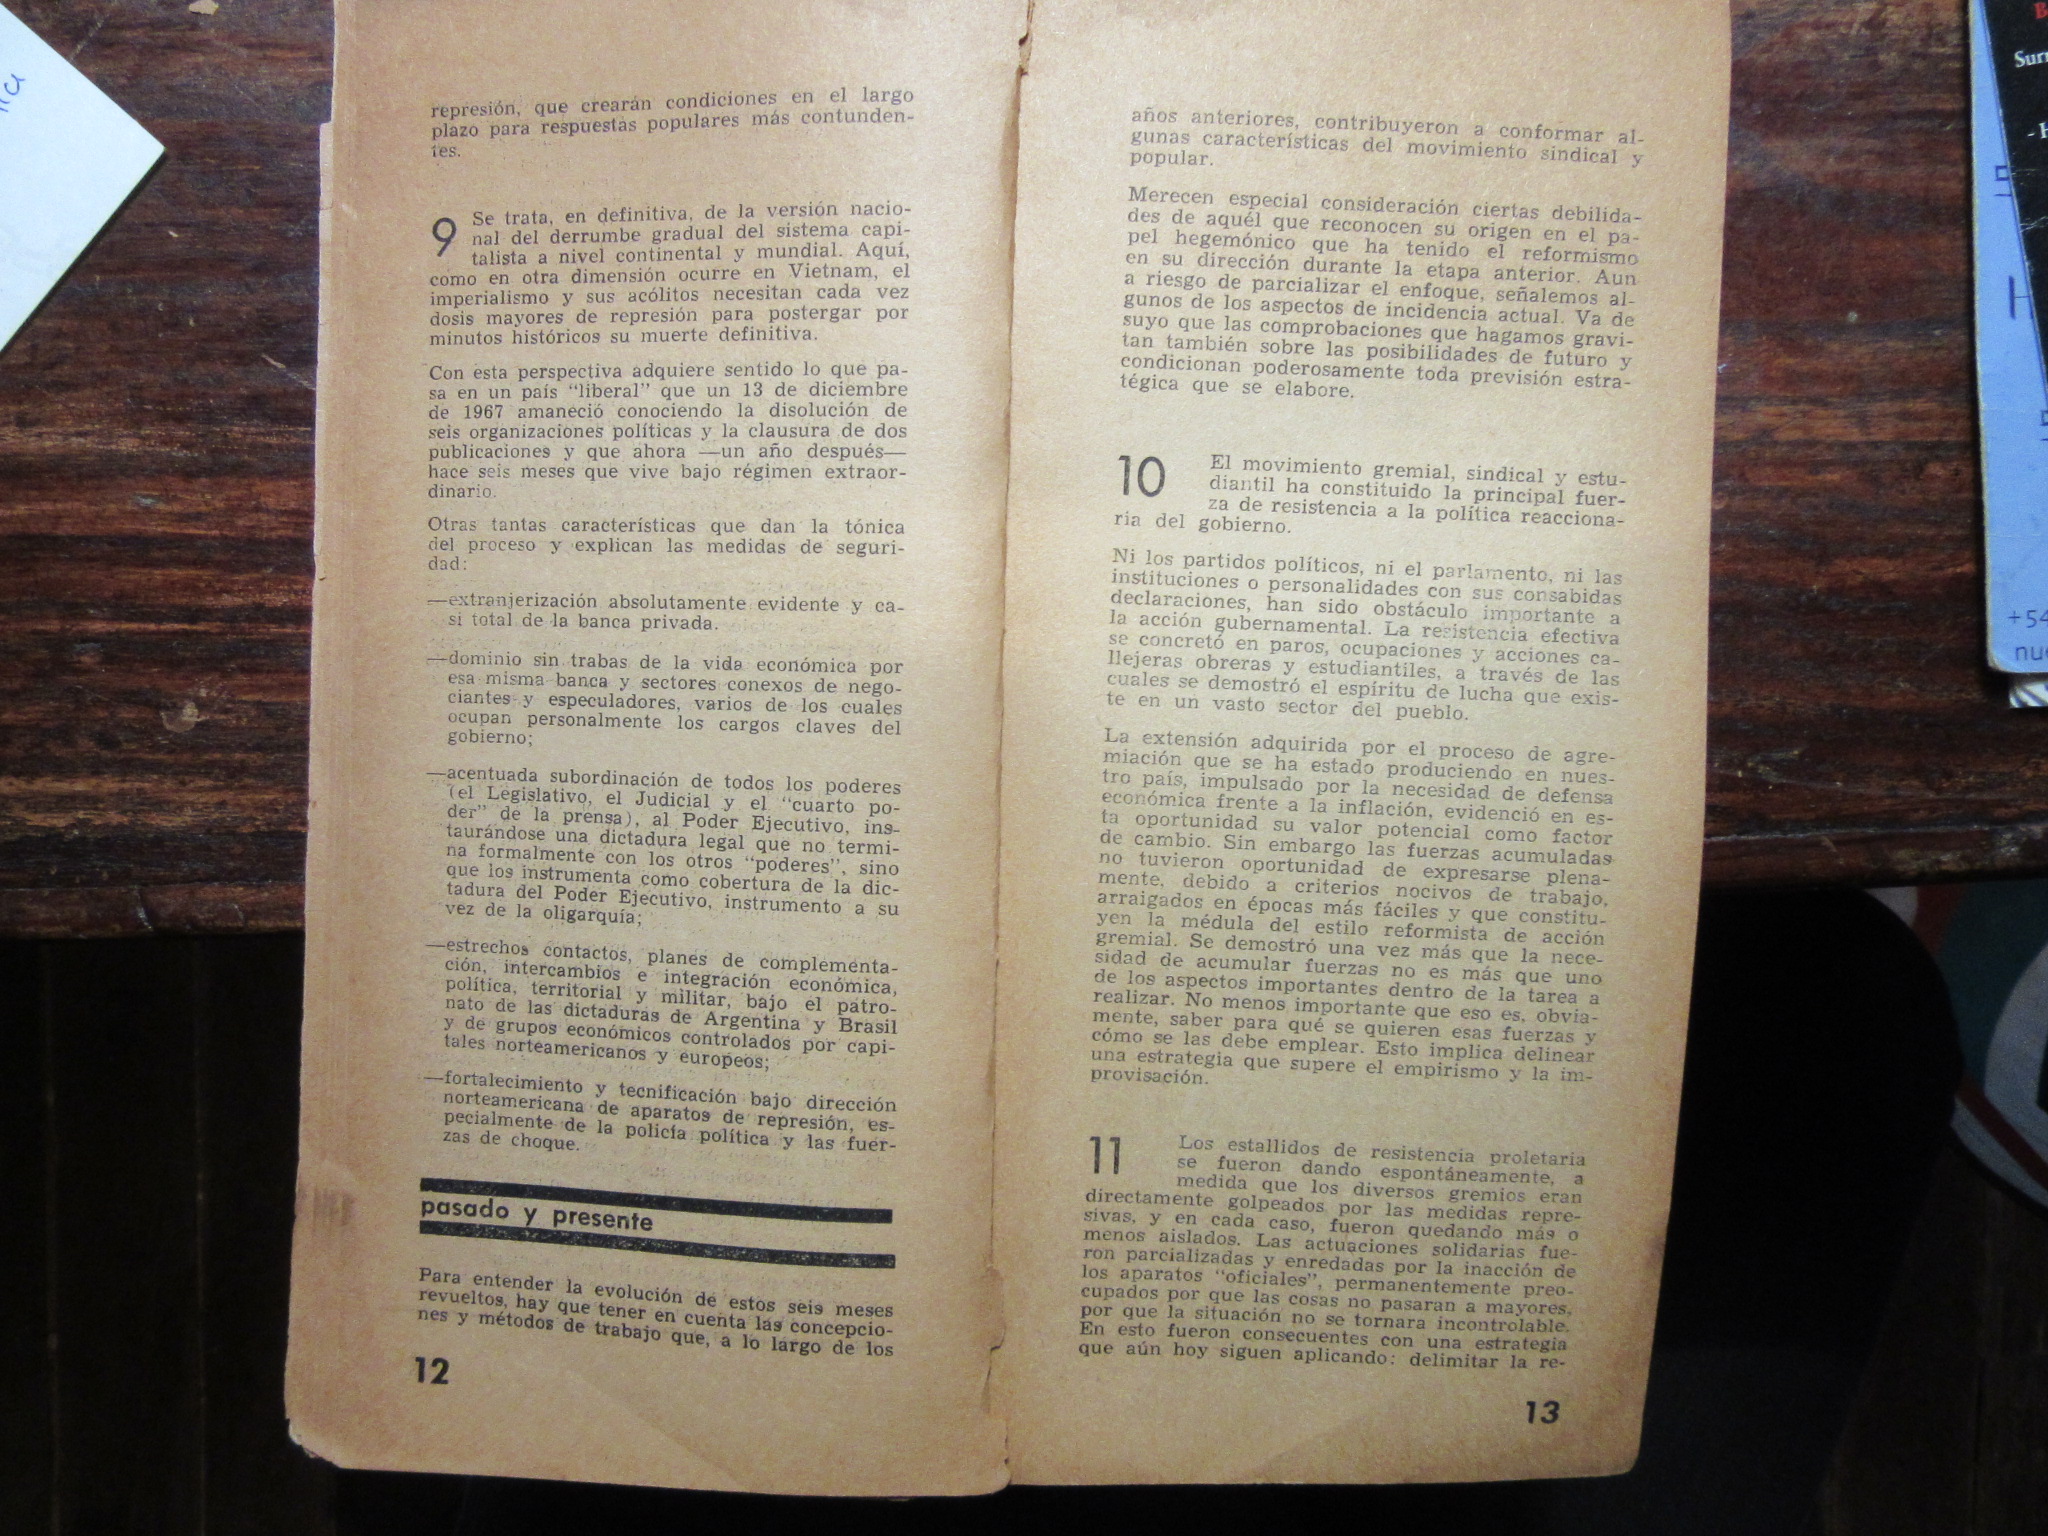 represión, que crearán condiciones en el largo
plazo para respuestas populares más contunden-
tes.
9 Se trata, en definitiva, de la versión nacio-
nal del derrumbe gradual del sistema capi-
talista a nivel continental y mundial. Aquí,
como en otra dimensión ocurre en Vietnam, el
imperialismo y sus acólitos necesitan cada vez
dosis mayores de represión para postergar por
minutos históricos su muerte definitiva.
Con esta perspectiva adquiere sentido lo que pa-
sa en un país “liberal” que un 13 de diciembre
de 1967 amaneció conociendo la disolución de
seis organizaciones políticas y la clausura de dos
publicaciones y que ahora —un año después—
hace seis meses que vive bajo régimen extraor-
dinario.
Otras tantas características que dan la tónica
del proceso y explican las medidas de seguri-
dad:
—extranjerización absolutamente evidente y ca-
si total de la banca privada.
—dominio sin trabas de la vida económica por
esa misma banca y sectores conexos de nego-
ciantes y especuladores, varios de los cuales
ocupan personalmente los cargos claves del
gobierno;
—acentuada subordinación de todos los poderes
(el Legislativo, el Judicial y el “cuarto po-
der” de la prensa), al Poder Ejecutivo, ins-
taurándose una dictadura legal que no termi-
na formalmente con los otros “poderes”, sino
que los instrumenta como cobertura de la dic-
tadura del Poder Ejecutivo, instrumento a su
vez de la oligarquía;
—estrechos contactos, planes de complementa-
ción, intercambios e integración económica,
política, territorial y militar, bajo el patro-
nato de las dictaduras de Argentina y Brasil
y de grupos económicos controlados por capi-
tales norteamericanos y europeos;
—fortalecimiento y tecnificación bajo dirección
norteamericana de aparatos de represión, es-
pecialmente de la policía política y las fuer-
zas de choque.
pasado y presente
Para entender la evolución de estos seis meses
revueltos, hay que tener en cuenta las concepcio-
nes y métodos de trabajo que, a lo largo de los
12
años anteriores, contribuyeron a conformar al-
gunas características del movimiento sindical y
popular.
Merecen especial consideración ciertas debilida-
des de aquél que reconocen su origen en el pa-
pel hegemónico que ha tenido el reformismo
en su dirección durante la etapa anterior. Aun
a riesgo de parcializar el enfoque, señalemos al-
gunos de los aspectos de incidencia actual. Va de
suyo que las comprobaciones que hagamos gravi-
tan también sobre las posibilidades de futuro y
condicionan poderosamente toda previsión estra-
tégica que se elabore.
10 El movimiento gremial, sindical y estu-
diantil ha constituido la principal fuer-
za de resistencia a la política reacciona-
ria del gobierno.
Ni los partidos políticos, ni el parlamento, ni las
instituciones o personalidades con sus consabidas
declaraciones, han sido obstáculo importante a
la acción gubernamental. La resistencia efectiva
se concretó en paros, ocupaciones y acciones ca-
llejeras obreras y estudiantiles, a través de las
cuales se demostró el espíritu de lucha que exis-
te en un vasto sector del pueblo.
La extensión adquirida por el proceso de agre-
miación que se ha estado produciendo en nues-
tro país, impulsado por la necesidad de defensa
económica frente a la inflación, evidenció en es-
ta oportunidad su valor potencial como factor
de cambio. Sin embargo las fuerzas acumuladas
no tuvieron oportunidad de expresarse plena-
mente, debido a criterios nocivos de trabajo,
arraigados en épocas más fáciles y que constitu-
yen la médula del estilo reformista de acción
gremial. Se demostró una vez más que la nece-
sidad de acumular fuerzas no es más que uno
de los aspectos importantes dentro de la tarea a
realizar. No menos importante que eso es, obvia-
mente, saber para qué se quieren esas fuerzas y
cómo se las debe emplear. Esto implica delinear
una estrategia que supere el empirismo y la im-
provisación.
11 Los estallidos de resistencia proletaria
se fueron dando espontáneamente, a
medida que los diversos gremios eran
directamente golpeados por las medidas repre-
sivas, y en cada caso, fueron quedando más o
menos aislados. Las actuaciones solidarias fue-
ron parcializadas y enredadas por la inacción de
los aparatos “oficiales”, permanentemente preo-
cupados por que las cosas no pasaran a mayores,
por que la situación no se tornara incontrolable.
En esto fueron consecuentes con una estrategia
que aún hoy siguen aplicando: delimitar la re-
13
+54